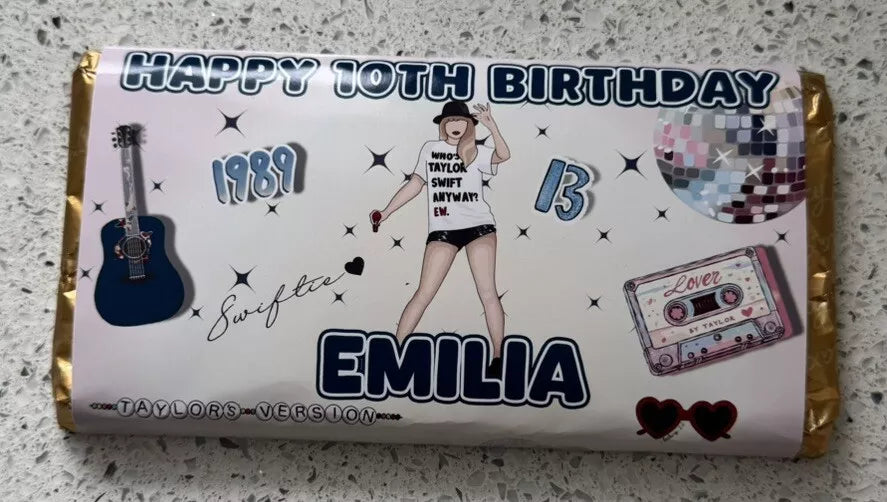 HAPPY 10TH BIRTHDAY
1989
13
WHO'S
TAYLOR
SWIFT
ANYWAY?
EW.
Lover
BY TAYLOR
Swiftie
EMILIA
TAYLORS VERSION